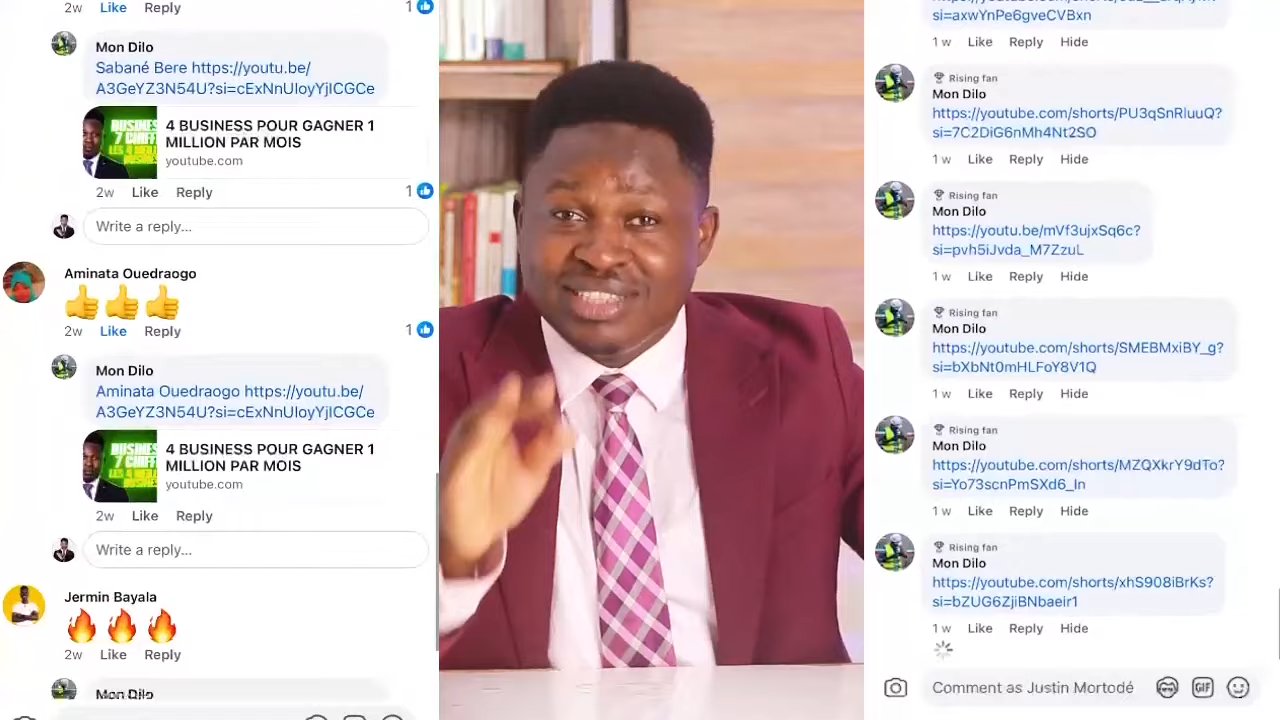 2w Like Reply 1
Mon Dilo
Sabané Bere https://youtu.be/
A3GeYZ3N54U?si=cExNnUIoyYjICGCe
4 BUSINESS POUR GAGNER 1
MILLION PAR MOIS
youtube.com
2w Like Reply 1
Write a reply...
Aminata Ouedraogo
2w Like Reply 1
Mon Dilo
Aminata Ouedraogo https://youtu.be/
A3GeYZ3N54U?si=cExNnUIoyYjICGCe
4 BUSINESS POUR GAGNER 1
MILLION PAR MOIS
youtube.com
2w Like Reply
Write a reply...
Jermin Bayala
2w Like Reply
Mon Dilo
si=axwYnPe6gveCVBxn
1 w Like Reply Hide
Rising fan
Mon Dilo
https://youtube.com/shorts/PU3qSnRluuQ?
si=7C2DiG6nMh4Nt2SO
1 w Like Reply Hide
Rising fan
Mon Dilo
https://youtu.be/mVf3ujxSq6c?
si=pvh5iJvda_M7ZzuL
1 w Like Reply Hide
Rising fan
Mon Dilo
https://youtube.com/shorts/SMEBMxiBY_g?
si=bXbNt0mHLFoY8V1Q
1 w Like Reply Hide
Rising fan
Mon Dilo
https://youtube.com/shorts/MZQXkrY9dTo?
si=Yo73scnPmSXd6_In
1 w Like Reply Hide
Rising fan
Mon Dilo
https://youtube.com/shorts/xhS908iBrKs?
si=bZUG6ZjiBNbaeir1
1 w Like Reply Hide
Comment as Justin Mortodé GIF